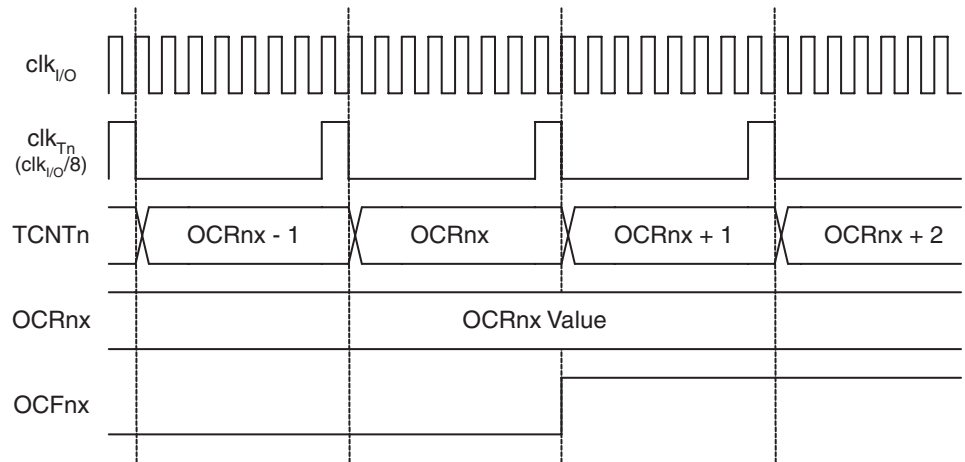 clkI/O
clkTn
(clkI/O/8)
TCNTn
OCRnx - 1
OCRnx
OCRnx + 1
OCRnx + 2
OCRnx
OCRnx Value
OCFnx